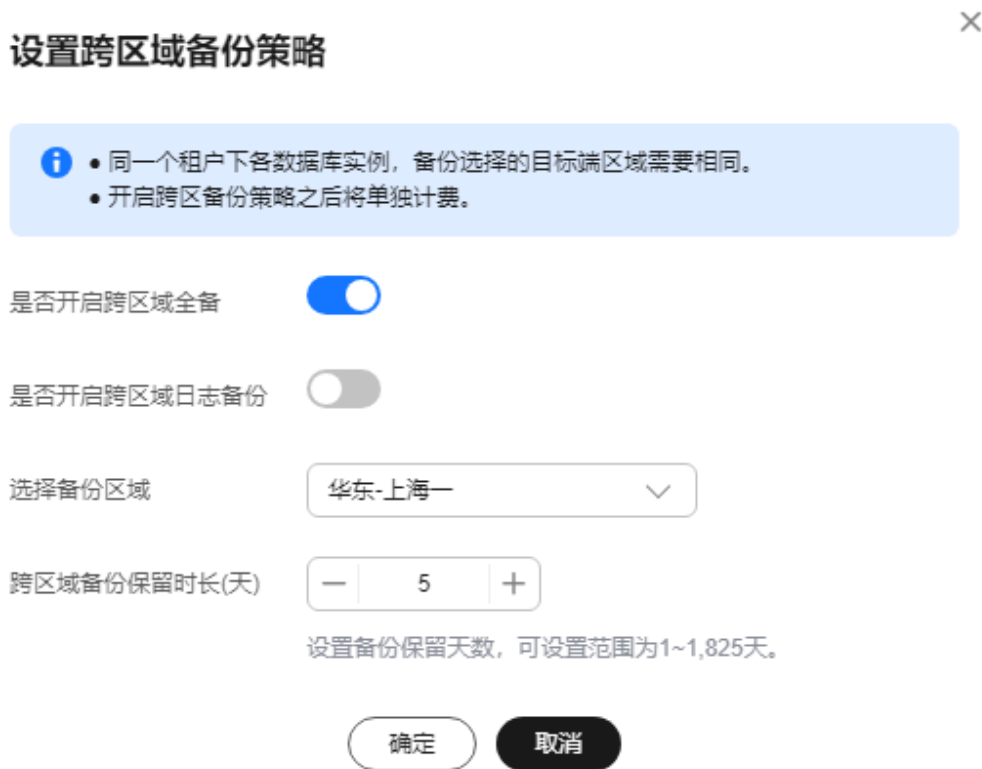 设置跨区域备份策略
● 同一个租户下各数据库实例，备份选择的目标端区域需要相同。
● 开启跨区备份策略之后将单独计费。
是否开启跨区域全备
是否开启跨区域日志备份
选择备份区域 华东-上海一
跨区域备份保留时长(天) 5
设置备份保留天数，可设置范围为1~1,825天。
确定 取消